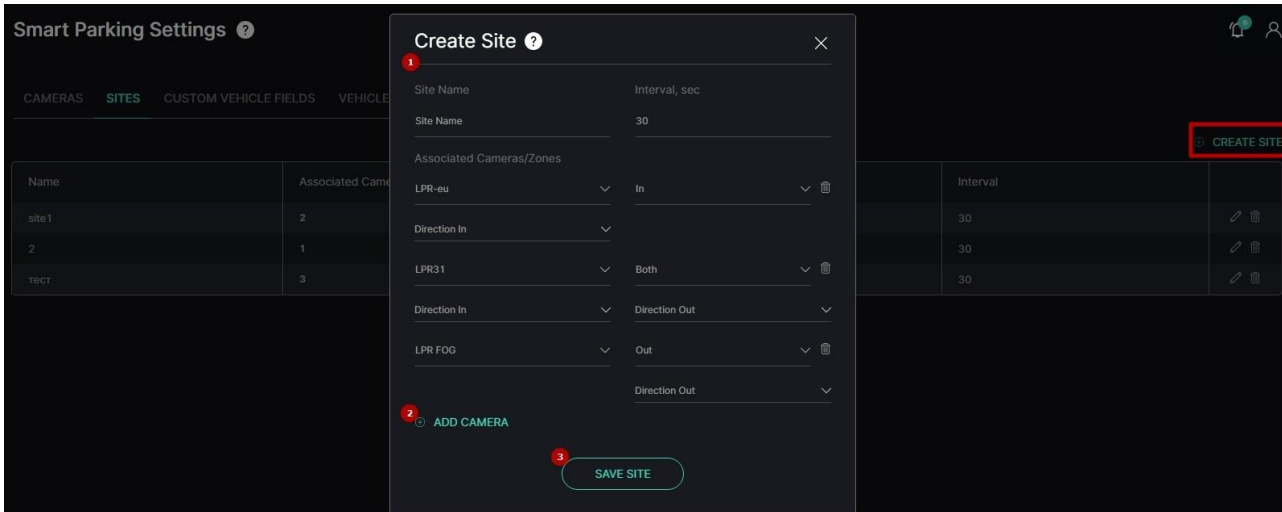 Smart Parking Settings ?
0
CAMERAS SITES CUSTOM VEHICLE FIELDS VEHICLE
CREATE SITE
Name Associated Came Interval
site1 2 30
2 1 30
тест 3 30
Create Site ?
1
Site Name Interval, sec
Site Name 30
Associated Cameras/Zones
LPR-eu In
Direction In
LPR31 Both
Direction In Direction Out
LPR FOG Out
Direction Out
2 ADD CAMERA
3
SAVE SITE